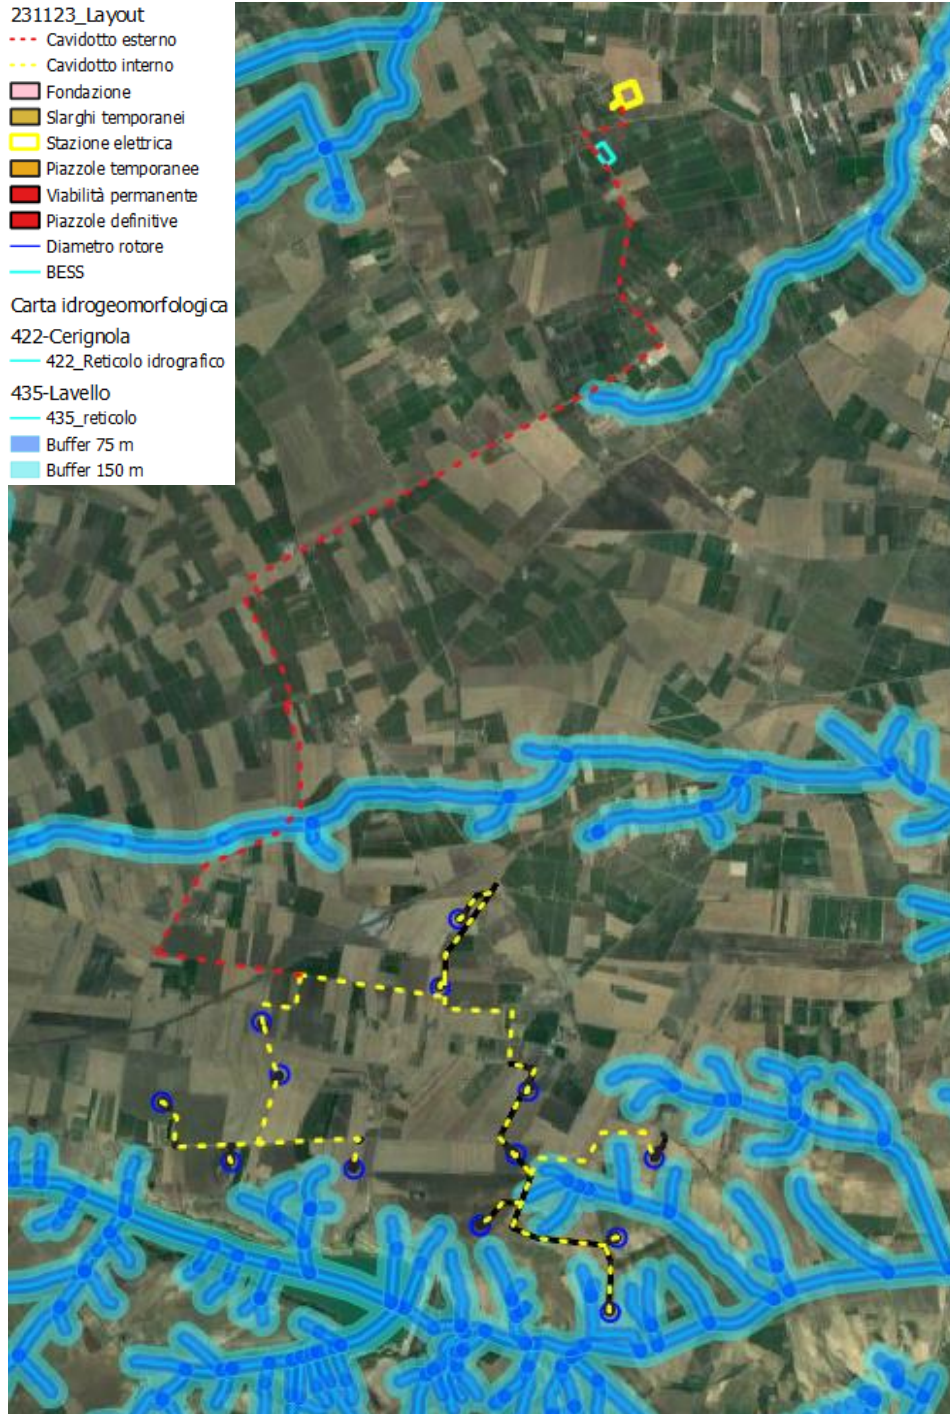 231123_Layout
Cavidotto esterno
Cavidotto interno
Fondazione
Slarghi temporanei
Stazione elettrica
Piazzole temporanee
Viabilità permanente
Piazzole definitive
Diametro rotore
BESS
Carta idrogeomorfologica
422-Cerignola
422_Reticolo idrografico
435-Lavello
435_reticolo
Buffer 75 m
Buffer 150 m